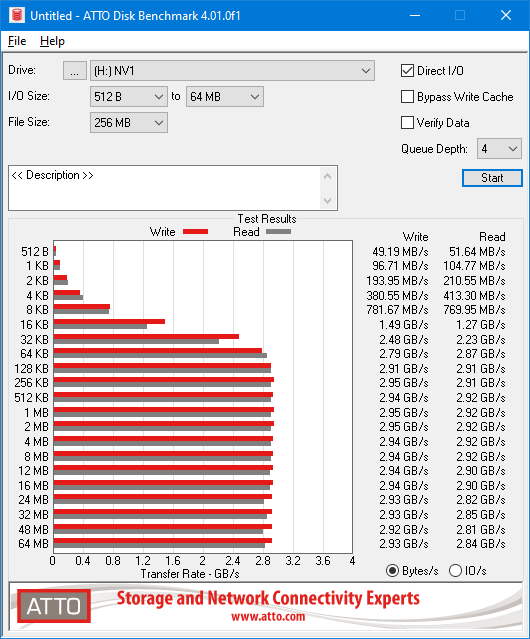 Untitled - ATTO Disk Benchmark 4.01.0f1
File Help
Drive: ... (H:) NV1 Direct I/O
I/O Size: 512 B to 64 MB Bypass Write Cache
File Size: 256 MB Verify Data
Queue Depth: 4
<< Description >> Start
Test Results
Write Read Write Read
512 B 49.19 MB/s 51.64 MB/s
1 KB 96.71 MB/s 104.77 MB/s
2 KB 193.95 MB/s 210.55 MB/s
4 KB 380.55 MB/s 413.30 MB/s
8 KB 781.67 MB/s 769.95 MB/s
16 KB 1.49 GB/s 1.27 GB/s
32 KB 2.48 GB/s 2.23 GB/s
64 KB 2.79 GB/s 2.87 GB/s
128 KB 2.91 GB/s 2.91 GB/s
256 KB 2.95 GB/s 2.91 GB/s
512 KB 2.94 GB/s 2.92 GB/s
1 MB 2.95 GB/s 2.92 GB/s
2 MB 2.95 GB/s 2.92 GB/s
4 MB 2.94 GB/s 2.92 GB/s
8 MB 2.94 GB/s 2.92 GB/s
12 MB 2.94 GB/s 2.90 GB/s
16 MB 2.94 GB/s 2.90 GB/s
24 MB 2.93 GB/s 2.82 GB/s
32 MB 2.93 GB/s 2.85 GB/s
48 MB 2.92 GB/s 2.81 GB/s
64 MB 2.93 GB/s 2.84 GB/s
0 0.4 0.8 1.2 1.6 2 2.4 2.8 3.2 3.6 4
Transfer Rate - GB/s Bytes/s IO/s
ATTO Storage and Network Connectivity Experts
www.atto.com